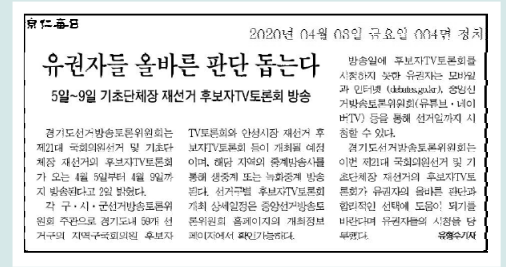 京仁每日
2020년 04월 03일 금요일 004면 정치
유권자들 올바른 판단 돕는다
5일~9일 기초단체장 재선거 후보자TV토론회 방송
경기도선거방송토론위원회는
제21대 국회의원선거 및 기초단
체장 재선거의 후보자TV토론회
가 오는 4월 5일부터 4월 9일까
지 방송된다고 2일 밝혔다.
각 구·시·군선거방송토론위
원회 주관으로 경기도내 59개 선
거구의 지역구국회의원 후보자
TV토론회와 안성시장 재선거 후
보자TV토론회 등이 개최될 예정
이며, 해당 지역의 중계방송사를
통해 생중계 또는 녹화중계 방송
된다. 선거구별 후보자TV토론회
개최 상세일정은 중앙선거방송토
론위원회 홈페이지의 개최정보
페이지에서 확인가능하다.
방송일에 후보자TV토론회를
시청하지 못한 유권자는 모바일
과 인터넷 (debates.go.kr), 중앙선
거방송토론위원회(유튜브·네이
버TV) 등을 통해 선거일까지 시
청할 수 있다.
경기도선거방송토론위원회는
이번 제21대 국회의원선거 및 기
초단체장 재선거의 후보자TV토
론회가 유권자의 올바른 판단과
합리적인 선택에 도움이 되기를
바란다며 유권자들의 시청을 당
부했다.
유형수기자